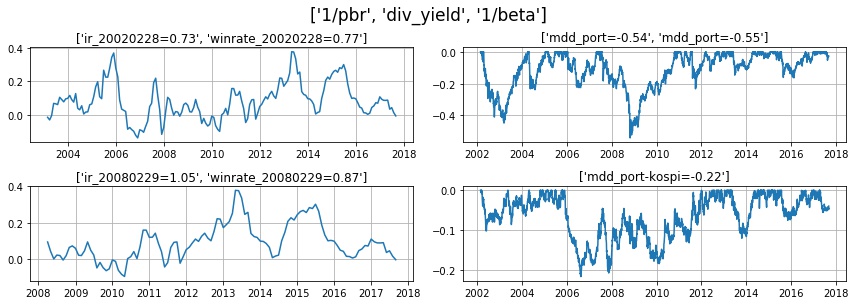 ['1/pbr', 'div_yield', '1/beta']
['ir_20020228=0.73', 'winrate_20020228=0.77']
0.4
0.2
0.0
2004 2006 2008 2010 2012 2014 2016 2018
['mdd_port=-0.54', 'mdd_port=-0.55']
0.0
−0.2
−0.4
2002 2004 2006 2008 2010 2012 2014 2016 2018
['ir_20080229=1.05', 'winrate_20080229=0.87']
0.4
0.2
0.0
2008 2009 2010 2011 2012 2013 2014 2015 2016 2017 2018
['mdd_port-kospi=-0.22']
0.0
−0.1
−0.2
2002 2004 2006 2008 2010 2012 2014 2016 2018